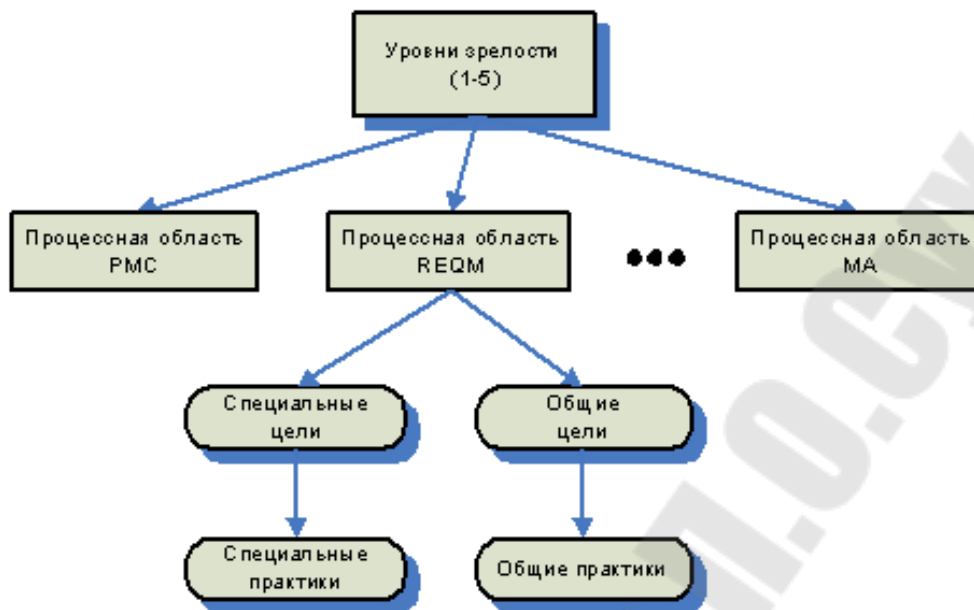 Уровни зрелости
(1-5)
Процессная область
PMC
Процессная область
REQM
Процессная область
MA
Специальные
цели
Общие
цели
Специальные
практики
Общие практики